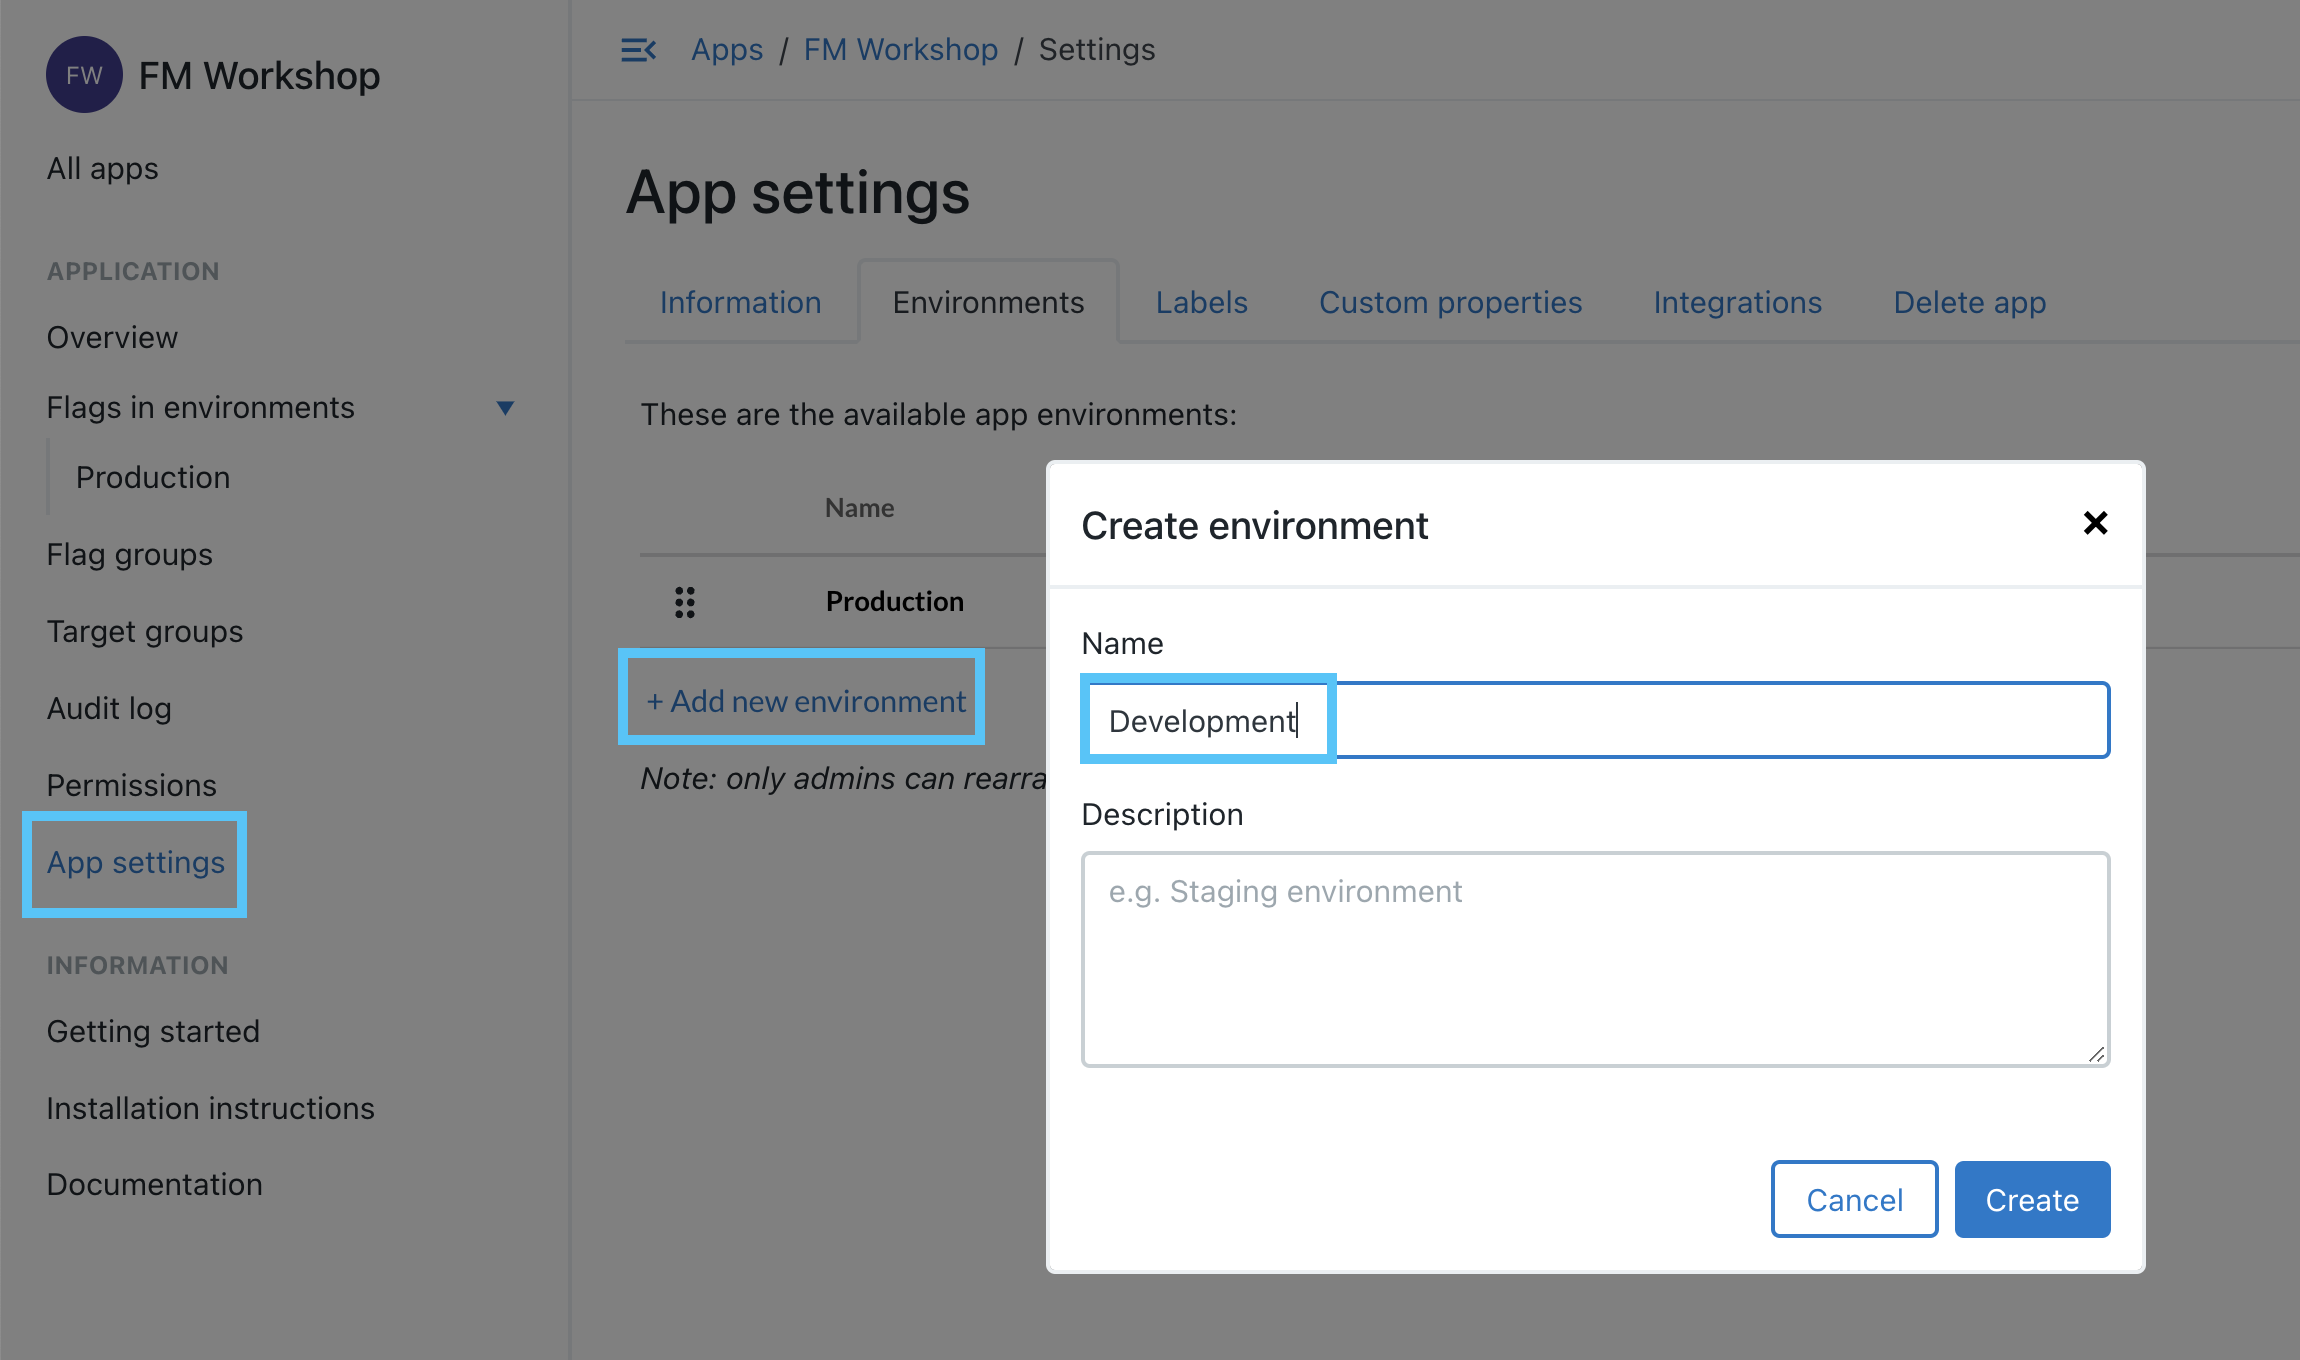 FW FM Workshop
All apps
APPLICATION
Overview
Flags in environments
Production
Flag groups
Target groups
Audit log
Permissions
App settings
INFORMATION
Getting started
Installation instructions
Documentation
Apps / FM Workshop / Settings
App settings
Information Environments Labels Custom properties Integrations Delete app
These are the available app environments:
Name
Production
+ Add new environment
Note: only admins can rearra
Create environment
Name
Development
Description
e.g. Staging environment
Cancel Create